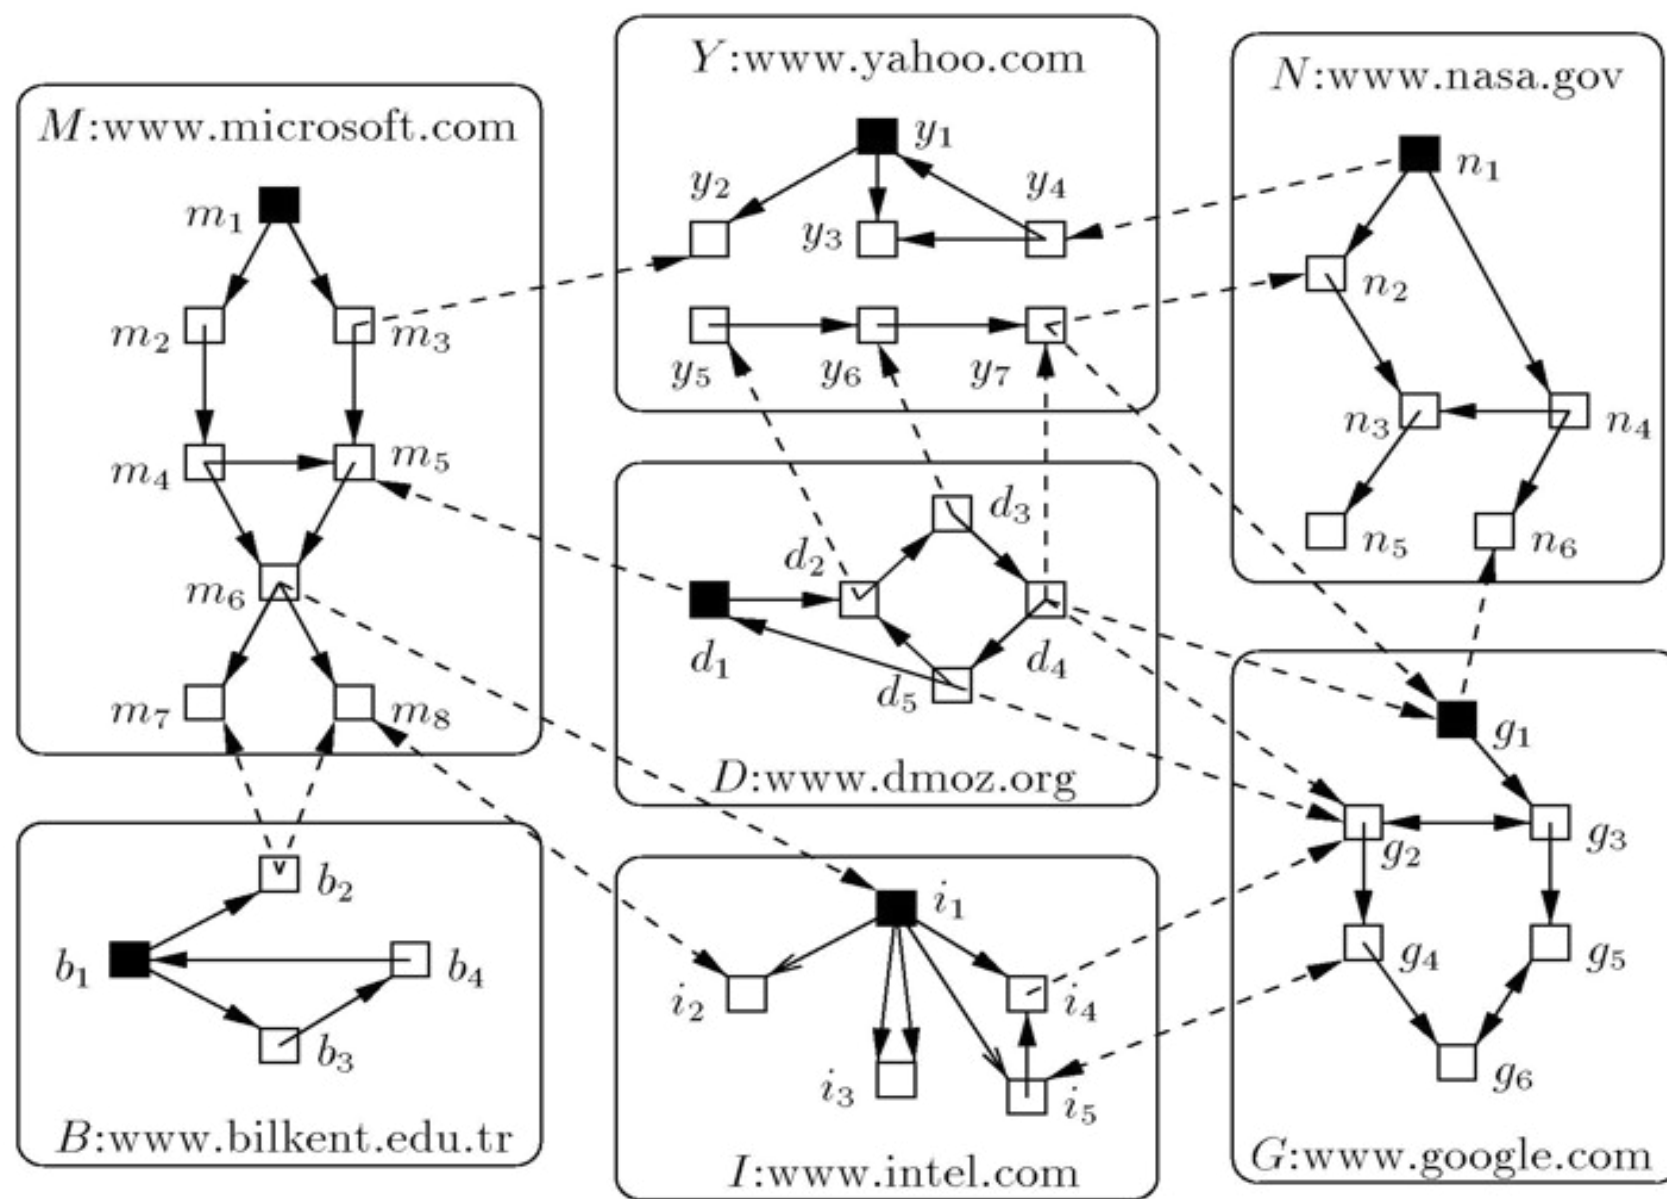 M:www.microsoft.com
m1
m2
m3
m4
m5
m6
m7
m8
Y:www.yahoo.com
y1
y2
y3
y4
y5
y6
y7
N:www.nasa.gov
n1
n2
n3
n4
n5
n6
d3
d2
d1
d4
d5
D:www.dmoz.org
b2
b1
b4
b3
B:www.bilkent.edu.tr
i1
i2
i4
i3
i5
I:www.intel.com
g1
g2
g3
g4
g5
g6
G:www.google.com